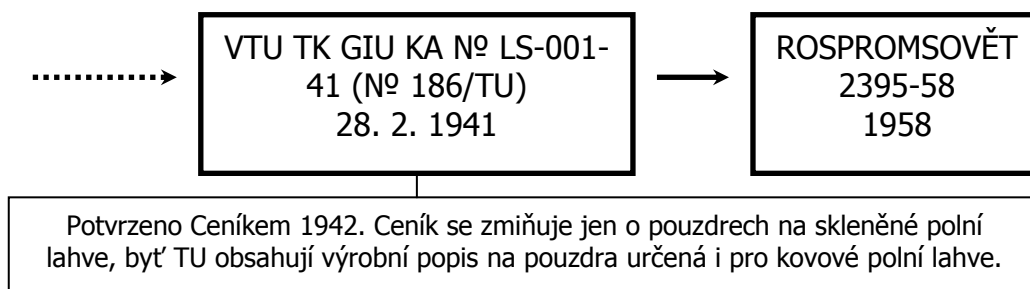 VTU TK GIU KA № LS-001-
41 (№ 186/TU)
28. 2. 1941
ROSPROMSOVĚT
2395-58
1958
Potvrzeno Ceníkem 1942. Ceník se zmiňuje jen o pouzdrech na skleněné polní
lahve, byť TU obsahují výrobní popis na pouzdra určená i pro kovové polní lahve.